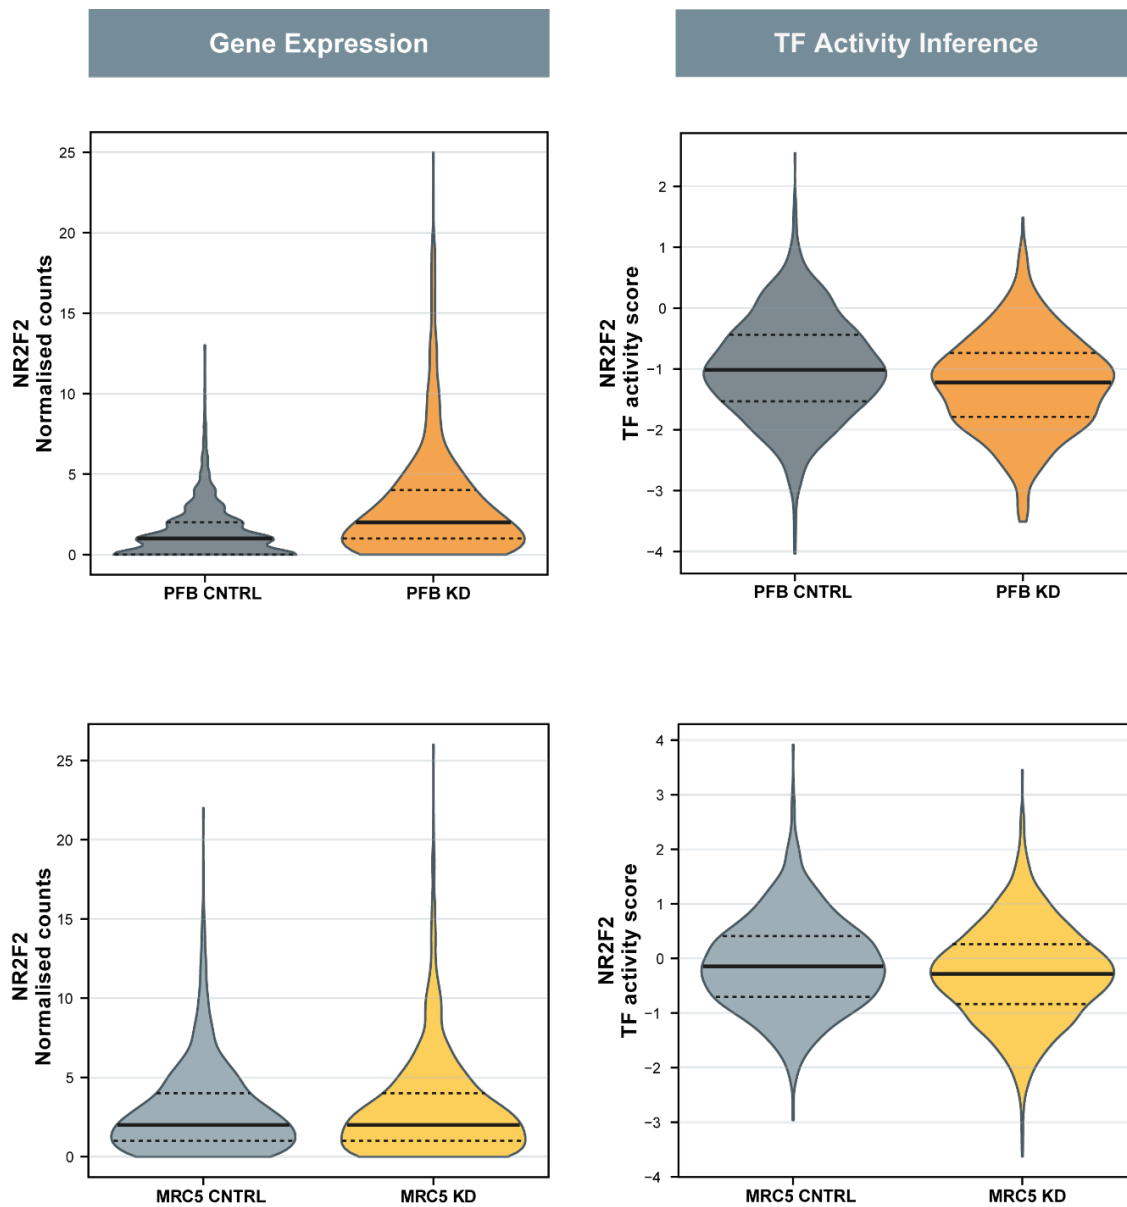 Gene Expression
TF Activity Inference
NR2F2
Normalised counts
25
20
15
10
5
0
PFB CNTRL
PFB KD
NR2F2
TF activity score
2
1
0
−1
−2
−3
−4
PFB CNTRL
PFB KD
NR2F2
Normalised counts
25
20
15
10
5
0
MRC5 CNTRL
MRC5 KD
NR2F2
TF activity score
4
3
2
1
0
−1
−2
−3
−4
MRC5 CNTRL
MRC5 KD